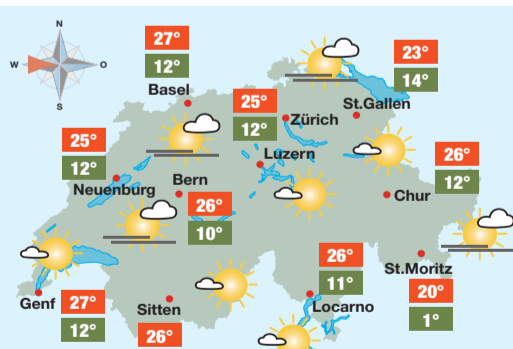 N
W O
S
27°
12°
Basel
23°
14°
St.Gallen
25°
12°
Zürich
Luzern
25°
12°
Neuenburg
Bern
26°
10°
26°
12°
Chur
St.Moritz
20°
1°
26°
11°
Locarno
Genf
27°
12°
Sitten
26°